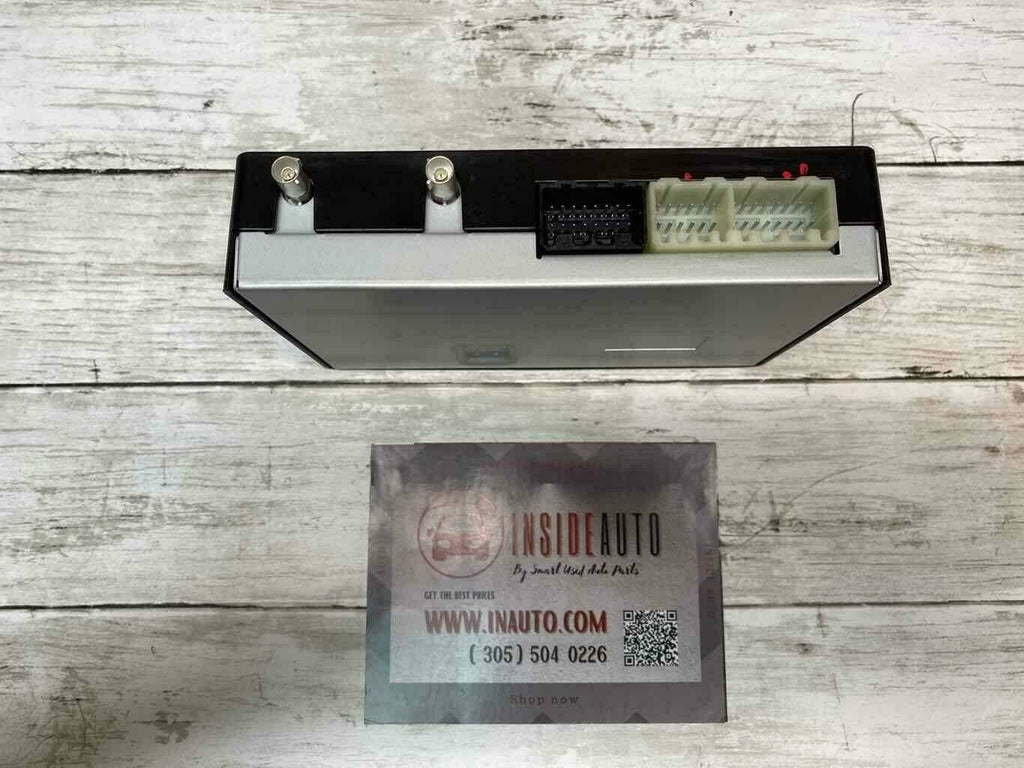 INSIDEAUTO
By Smart Used Auto Parts
GET THE BEST PRICES
WWW.INAUTO.COM
( 305 ) 504 0226
Shop now